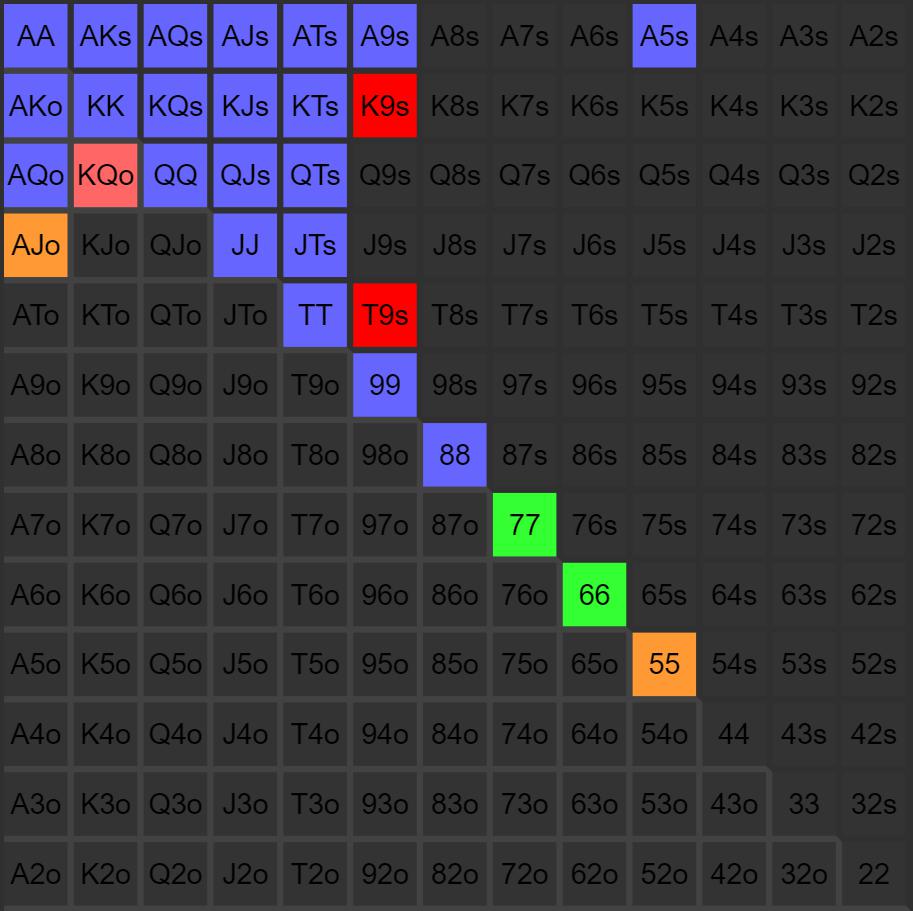 AA AKs AQs AJs ATs A9s A8s A7s A6s A5s A4s A3s A2s
AKo KK KQs KJs KTs K9s K8s K7s K6s K5s K4s K3s K2s
AQo KQo QQ QJs QTs Q9s Q8s Q7s Q6s Q5s Q4s Q3s Q2s
AJo KJo QJo JJ JTs J9s J8s J7s J6s J5s J4s J3s J2s
ATo KTo QTo JTo TT T9s T8s T7s T6s T5s T4s T3s T2s
A9o K9o Q9o J9o T9o 99 98s 97s 96s 95s 94s 93s 92s
A8o K8o Q8o J8o T8o 98o 88 87s 86s 85s 84s 83s 82s
A7o K7o Q7o J7o T7o 97o 87o 77 76s 75s 74s 73s 72s
A6o K6o Q6o J6o T6o 96o 86o 76o 66 65s 64s 63s 62s
A5o K5o Q5o J5o T5o 95o 85o 75o 65o 55 54s 53s 52s
A4o K4o Q4o J4o T4o 94o 84o 74o 64o 54o 44 43s 42s
A3o K3o Q3o J3o T3o 93o 83o 73o 63o 53o 43o 33 32s
A2o K2o Q2o J2o T2o 92o 82o 72o 62o 52o 42o 32o 22